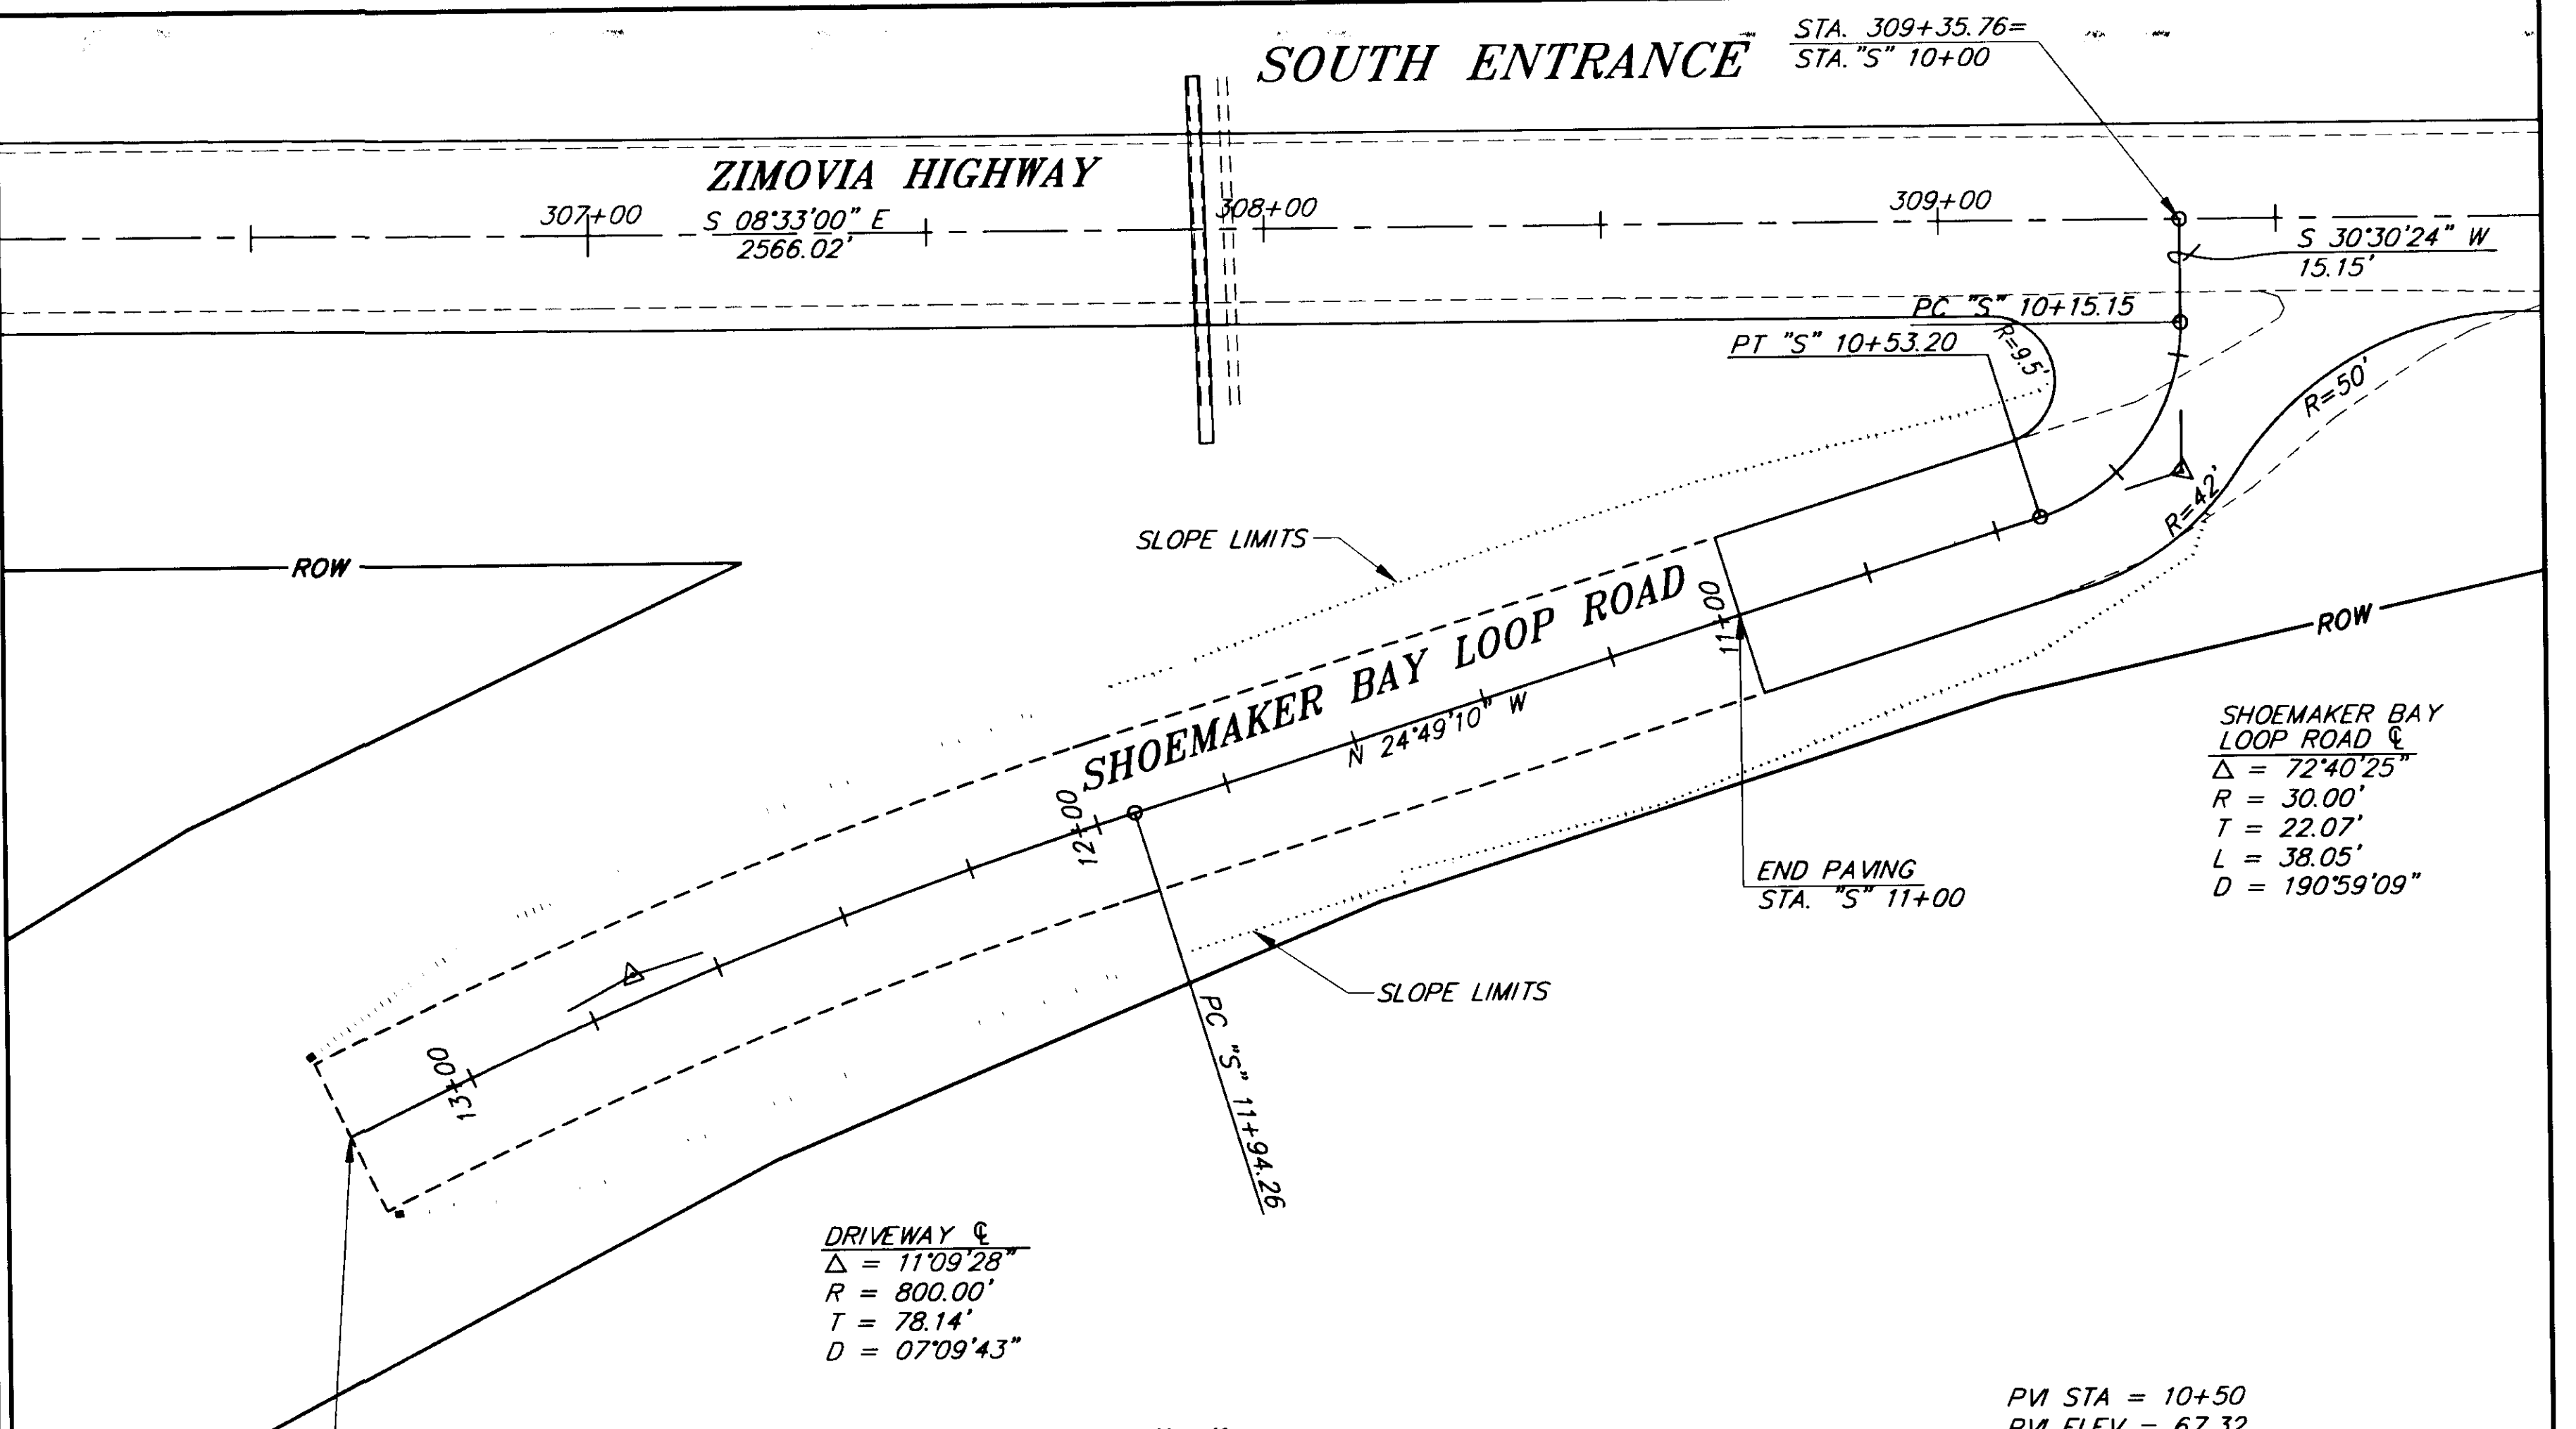 SOUTH ENTRANCE
STA. 309+35.76=
STA. "S" 10+00
ZIMOVIA HIGHWAY
307+00
S 08°33'00" E
2566.02'
308+00
309+00
S 30°30'24" W
15.15'
PC "S" 10+15.15
PT "S" 10+53.20
R=9.5'
R=50'
R=42'
SLOPE LIMITS
ROW
SHOEMAKER BAY LOOP ROAD
11+00
N 24°49'10" W
ROW
SHOEMAKER BAY
LOOP ROAD ℄
Δ = 72°40'25"
R = 30.00'
T = 22.07'
L = 38.05'
D = 190°59'09"
12+00
END PAVING
STA. "S" 11+00
SLOPE LIMITS
PC "S" 11+94.26
13+00
DRIVEWAY ℄
Δ = 11°09'28"
R = 800.00'
T = 78.14'
D = 07°09'43"
PVI STA = 10+50
PVI ELEV = 67.32